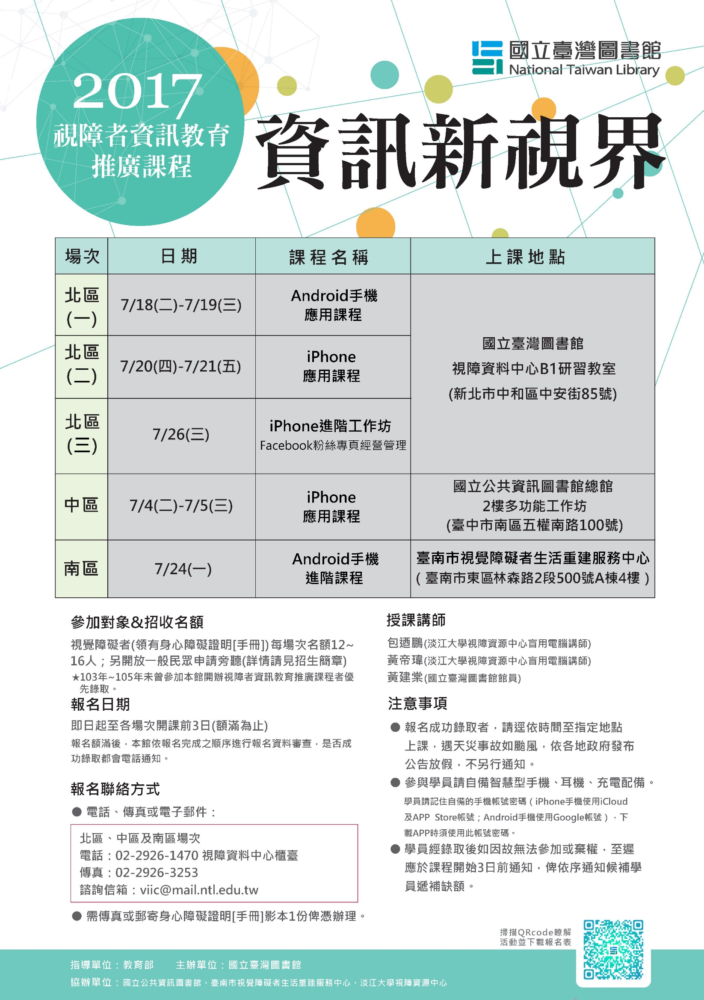 國立臺灣圖書館
National Taiwan Library
2017
視障者資訊教育
推廣課程
資訊新視界
場次 日期 課程名稱 上課地點
北區
(一)
7/18(二)-7/19(三)
Android手機
應用課程
北區
(二)
7/20(四)-7/21(五)
iPhone
應用課程
北區
(三)
7/26(三)
iPhone進階工作坊
Facebook粉絲專頁經營管理
國立臺灣圖書館
視障資料中心B1研習教室
(新北市中和區中安街85號)
中區
7/4(二)-7/5(三)
iPhone
應用課程
國立公共資訊圖書館總館
2樓多功能工作坊
(臺中市南區五權南路100號)
南區
7/24(一)
Android手機
進階課程
臺南市視覺障礙者生活重建服務中心
(臺南市東區林森路2段500號A棟4樓)
參加對象&招收名額
視覺障礙者(領有身心障礙證明[手冊])每場次名額12~
16人；另開放一般民眾申請旁聽(詳情請見招生簡章)
★103年~105年未曾參加本館開辦視障者資訊教育推廣課程者優
先錄取。
報名日期
即日起至各場次開課前3日(額滿為止)
報名額滿後，本館依報名完成之順序進行報名資料審查，是否成
功錄取都會電話通知。
報名聯絡方式
● 電話、傳真或電子郵件：
北區、中區及南區場次
電話：02-2926-1470 視障資料中心櫃臺
傳真：02-2926-3253
諮詢信箱：viic@mail.ntl.edu.tw
● 需傳真或郵寄身心障礙證明[手冊]影本1份俾憑辦理。
授課講師
包迺鵬(淡江大學視障資源中心盲用電腦講師)
黃帝瑋(淡江大學視障資源中心盲用電腦講師)
黃建棠(國立臺灣圖書館館員)
注意事項
● 報名成功錄取者，請逕依時間至指定地點
上課，遇天災事故如颱風，依各地政府發布
公告放假，不另行通知。
● 參與學員請自備智慧型手機、耳機、充電配備。
學員請記住自備的手機帳號密碼（iPhone手機使用iCloud
及APP Store帳號；Android手機使用Google帳號），下
載APP時須使用此帳號密碼。
● 學員經錄取後如因故無法參加或棄權，至遲
應於課程開始3日前通知，俾依序通知候補學
員遞補缺額。
掃描QRcode瞭解
活動並下載報名表
指導單位：教育部 主辦單位：國立臺灣圖書館
協辦單位：國立公共資訊圖書館、臺南市視覺障礙者生活重建服務中心、淡江大學視障資源中心